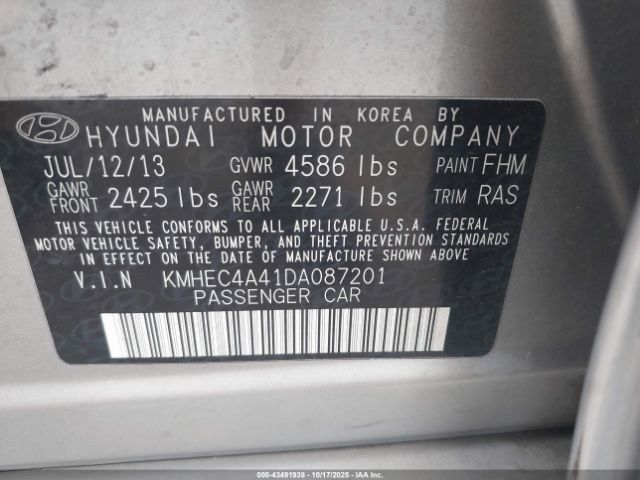 MANUFACTURED IN KOREA BY
HYUNDAI MOTOR COMPANY
JUL/12/13 GVWR 4586 lbs PAINT FHM
GAWR FRONT 2425 lbs GAWR REAR 2271 lbs TRIM RAS
THIS VEHICLE CONFORMS TO ALL APPLICABLE U.S.A. FEDERAL
MOTOR VEHICLE SAFETY, BUMPER, AND THEFT PREVENTION STANDARDS
IN EFFECT ON THE DATE OF MANUFACTURE SHOWN ABOVE
V.I.N KMHEC4A41DA087201
PASSENGER CAR
000-43491938 - 10/17/2025 - © IAA Inc.